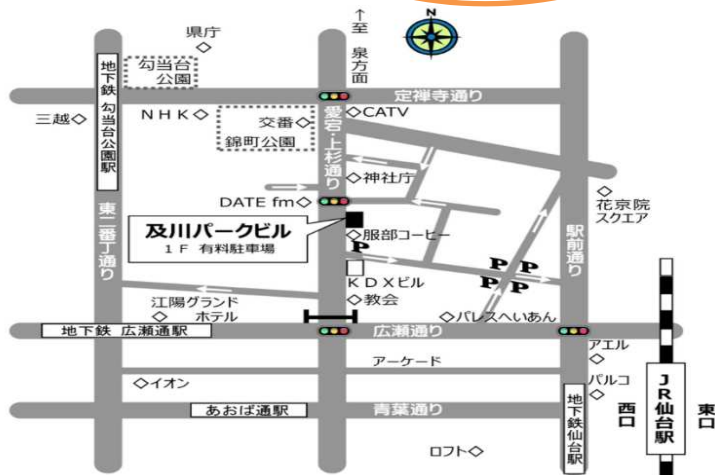 N
↑至 泉方面
県庁
勾当台
公園
地下鉄 勾当台公園駅
定禅寺通り
三越
NHK
交番
錦町公園
CATV
愛宕・上杉通り
神社庁
DATE fm
花京院
スクエア
及川パークビル
1F 有料駐車場
服部コーヒー
東二番丁通り
駅前通り
P
P P
P P
KDXビル
教会
江陽グランド
ホテル
パレスへいあん
地下鉄 広瀬通駅
広瀬通り
アエル
アーケード
パルコ
イオン
JR仙台駅
西口
東口
あおば通駅
青葉通り
地下鉄仙台駅
ロフト